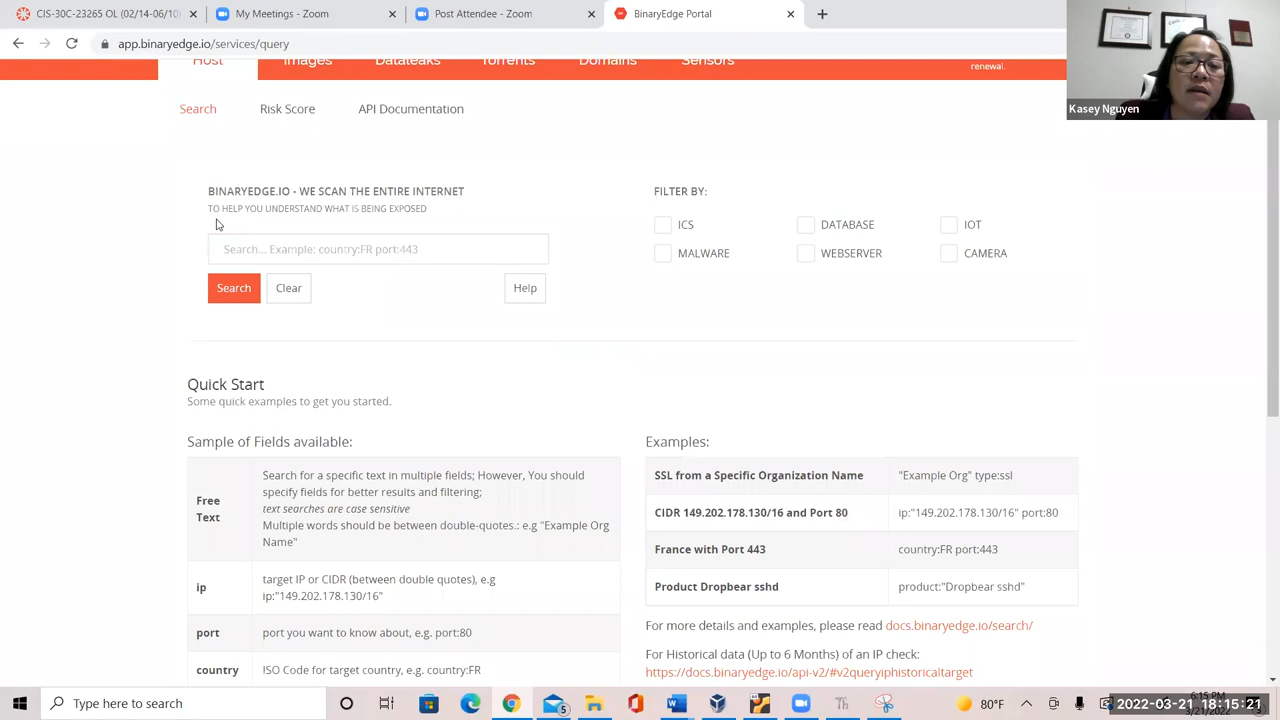 CIS-30C-23265 OL (02/14-06/10)
My Meetings - Zoom
Post Attendee - Zoom
BinaryEdge Portal
app.binaryedge.io/services/query
Host
Images
Dataleaks
Torrents
Domains
Sensors
renewal.
Kasey Nguyen
Search
Risk Score
API Documentation
BINARYEDGE.IO - WE SCAN THE ENTIRE INTERNET
TO HELP YOU UNDERSTAND WHAT IS BEING EXPOSED
Search... Example: country:FR port:443
Search
Clear
Help
FILTER BY:
ICS
DATABASE
IOT
MALWARE
WEBSERVER
CAMERA
Quick Start
Some quick examples to get you started.
Sample of Fields available:
Free
Text
Search for a specific text in multiple fields; However, You should
specify fields for better results and filtering;
text searches are case sensitive
Multiple words should be between double-quotes.: e.g "Example Org
Name"
ip
target IP or CIDR (between double quotes), e.g
ip:"149.202.178.130/16"
port
port you want to know about, e.g. port:80
country
ISO Code for target country, e.g. country:FR
Examples:
SSL from a Specific Organization Name
"Example Org" type:ssl
CIDR 149.202.178.130/16 and Port 80
ip:"149.202.178.130/16" port:80
France with Port 443
country:FR port:443
Product Dropbear sshd
product:"Dropbear sshd"
For more details and examples, please read docs.binaryedge.io/search/
For Historical data (Up to 6 Months) of an IP check:
https://docs.binaryedge.io/api-v2/#v2queryiphistoricaltarget
Type here to search
5
80°F
6:15 PM
2022-03-21 18:15:21
3/21/2022